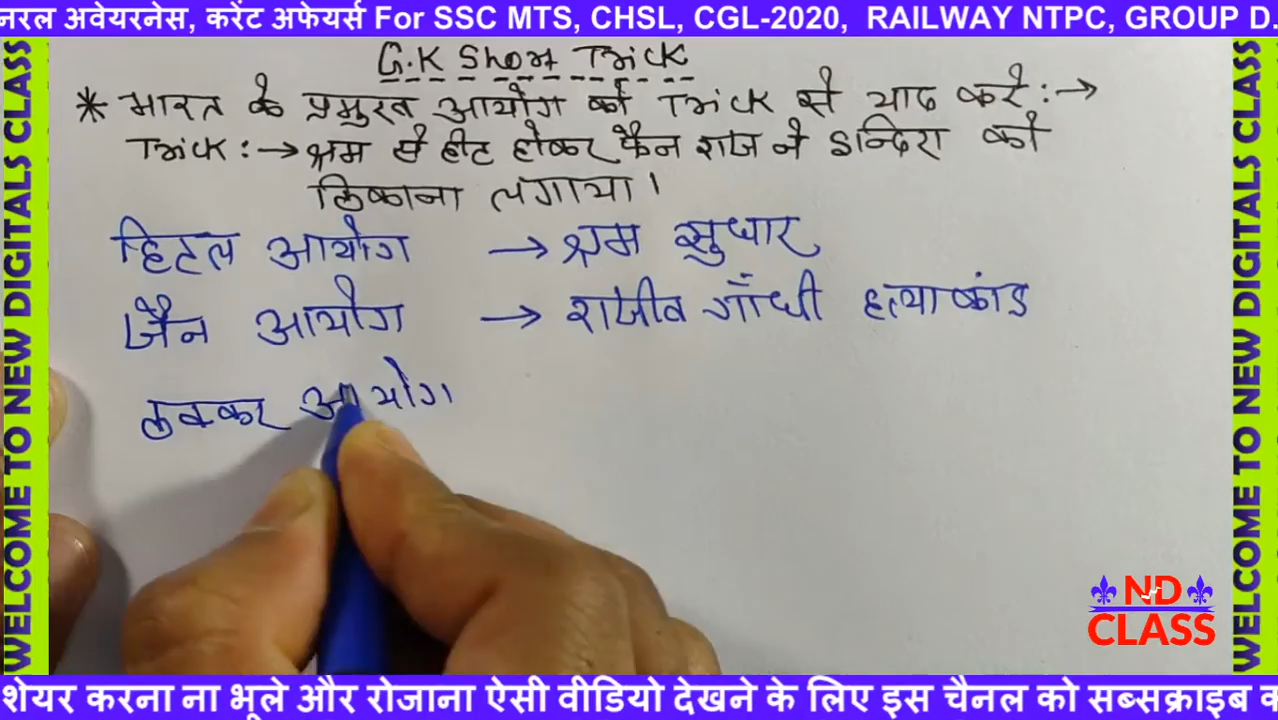 नरल अवेयरनेस, करेंट अफेयर्स For SSC MTS, CHSL, CGL-2020, RAILWAY NTPC, GROUP D.
G.K Short Trick
* भारत के प्रमुख आयोग को Trick से याद करे :→
Trick :→ श्रम से हीट होकर जैन राज ने इन्दिरा को
ठिकाना लगाया।
हिटल आयोग → श्रम सुधार
जैन आयोग → राजीव गाँधी हत्याकांड
ठक्कर आयोग
WELCOME TO NEW DIGITALS CLASS
WELCOME TO NEW DIGITALS CLASS
ND
CLASS
शेयर करना ना भूले और रोजाना ऐसी वीडियो देखने के लिए इस चैनल को सब्सक्राइब क